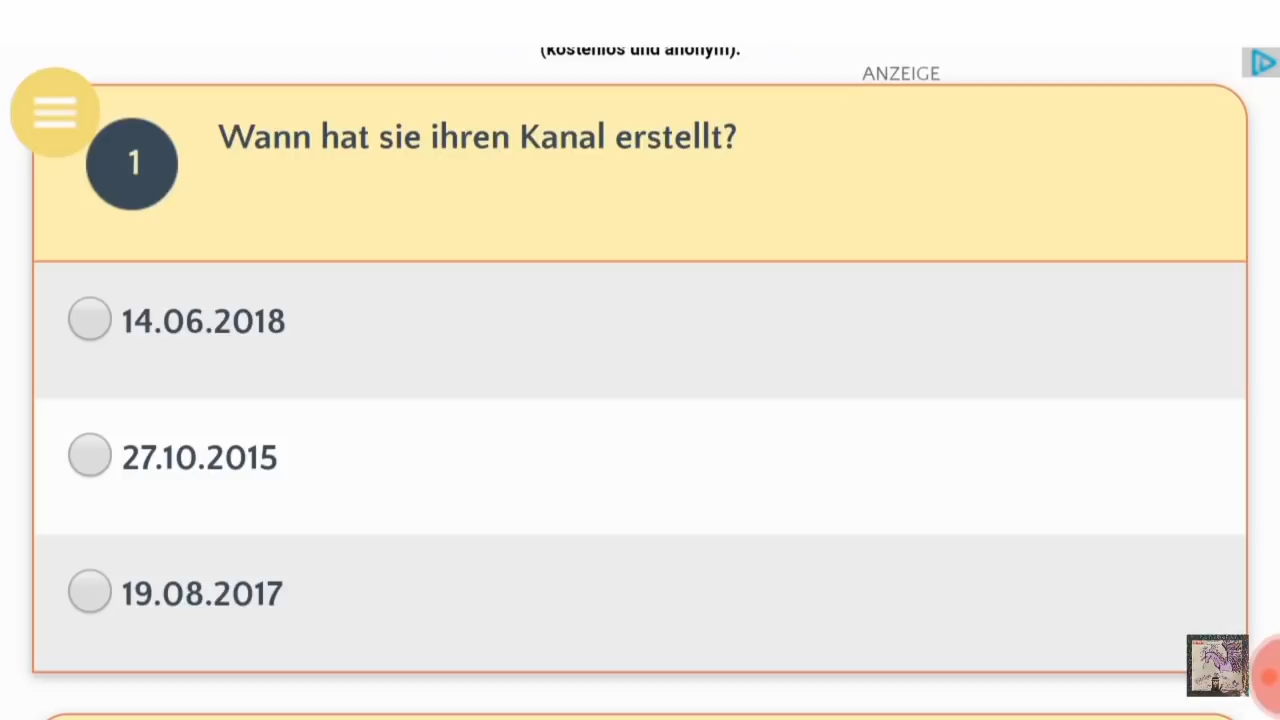 (kostenlos und anonym).
ANZEIGE
1
Wann hat sie ihren Kanal erstellt?
14.06.2018
27.10.2015
19.08.2017